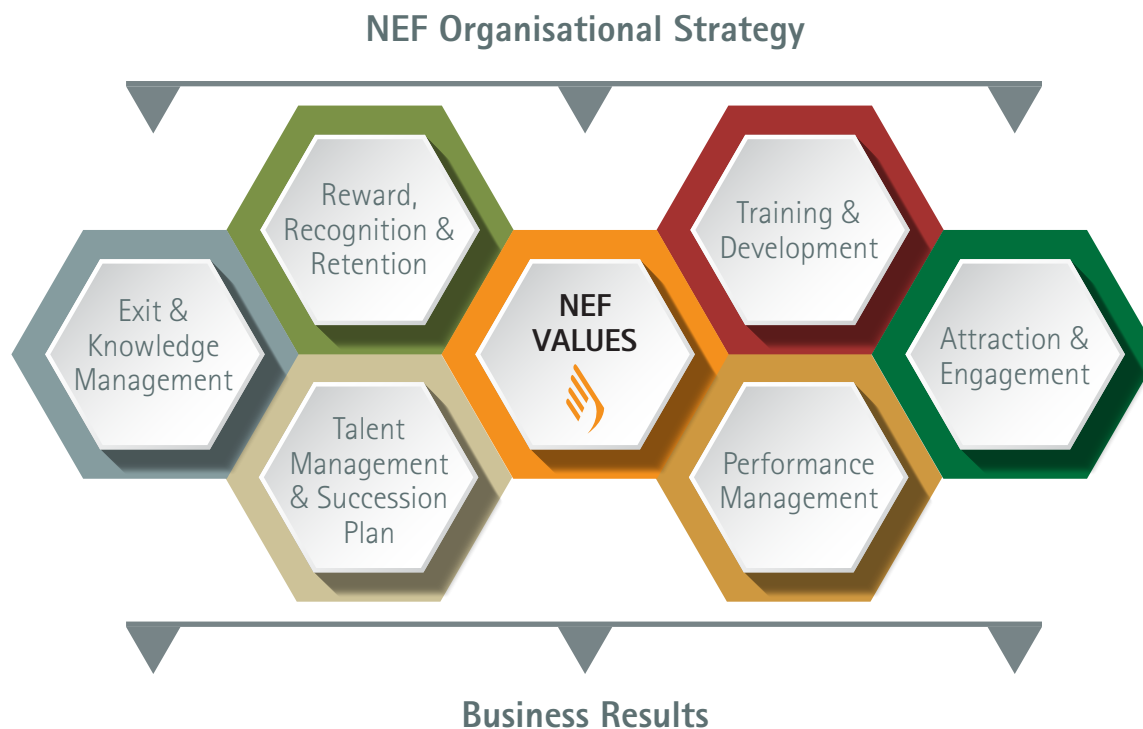 NEF Organisational Strategy
Reward,
Recognition &
Retention
Training &
Development
Exit &
Knowledge
Management
NEF
VALUES
Attraction &
Engagement
Talent
Management
& Succession
Plan
Performance
Management
Business Results